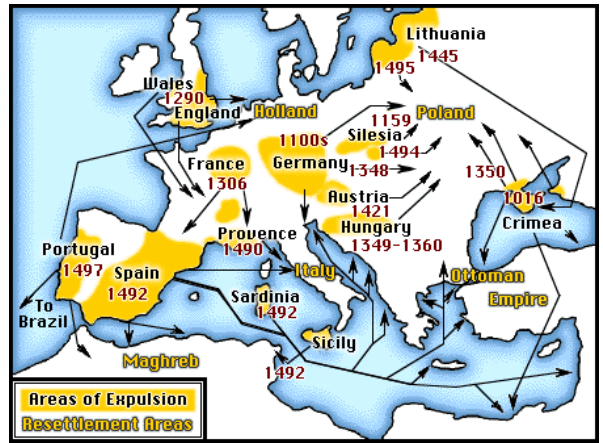 Lithuania
1445
1495
Wales
1290
England
Holland
Poland
1159
Silesia
1494
1100s
Germany
1348
France
1306
Austria
1421
Hungary
1349-1360
1350
1016
Crimea
Provence
1490
Portugal
1497
Spain
1492
Italy
Ottoman
Empire
Sardinia
1492
To
Brazil
Sicily
1492
Maghreb
Areas of Expulsion
Resettlement Areas